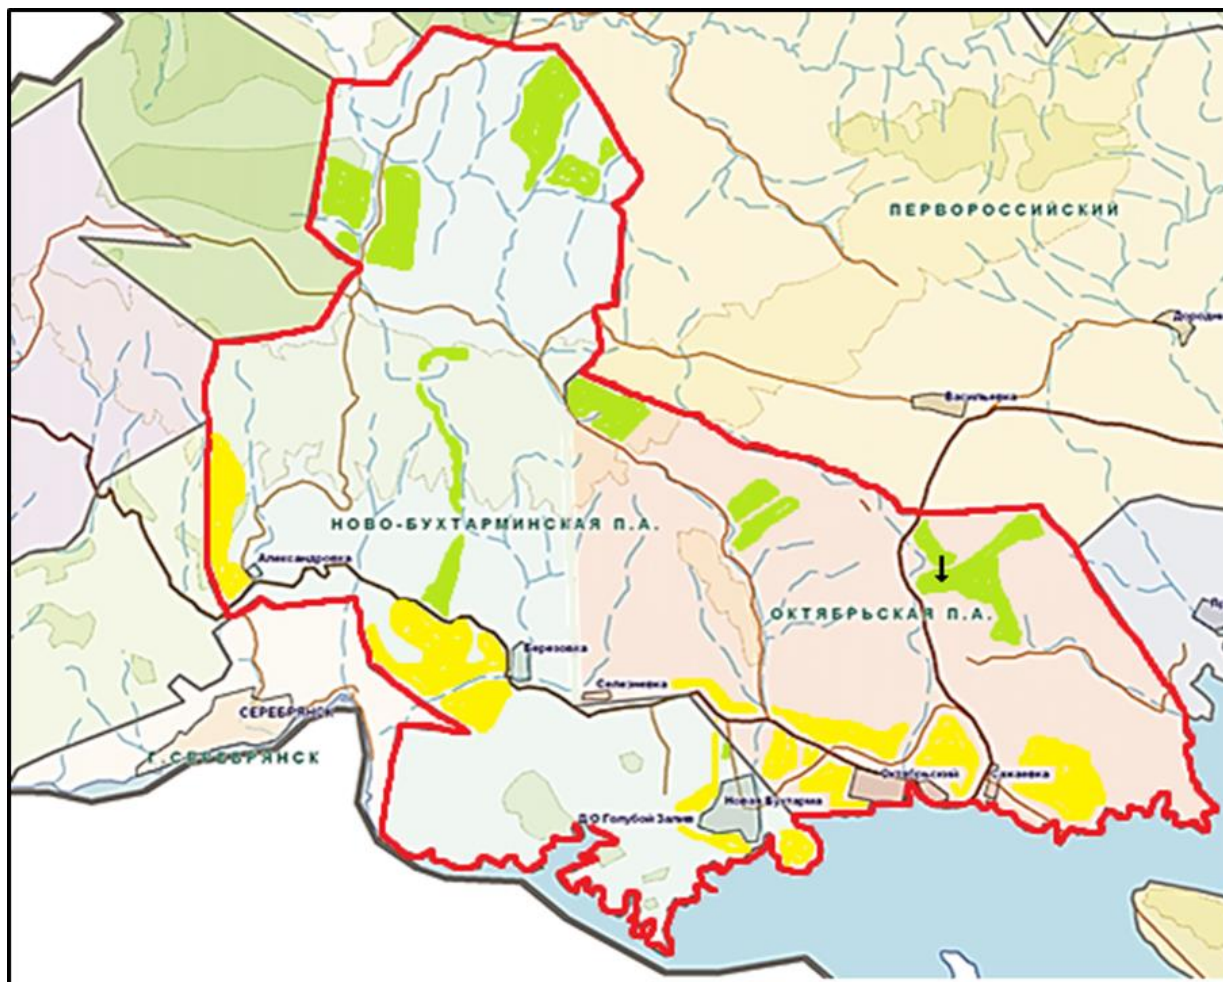 ПЕРВОРОССИЙСКИЙ
Васильевка
НОВО-БУХТАРМИНСКАЯ П.А.
Александровка
ОКТЯБРЬСКАЯ П.А.
Березовка
Селезневка
СЕРЕБРЯНСК
Г.СЕРЕБРЯНСК
Октябрьский
Новая Бухтарма
Д/О Голубой Залив